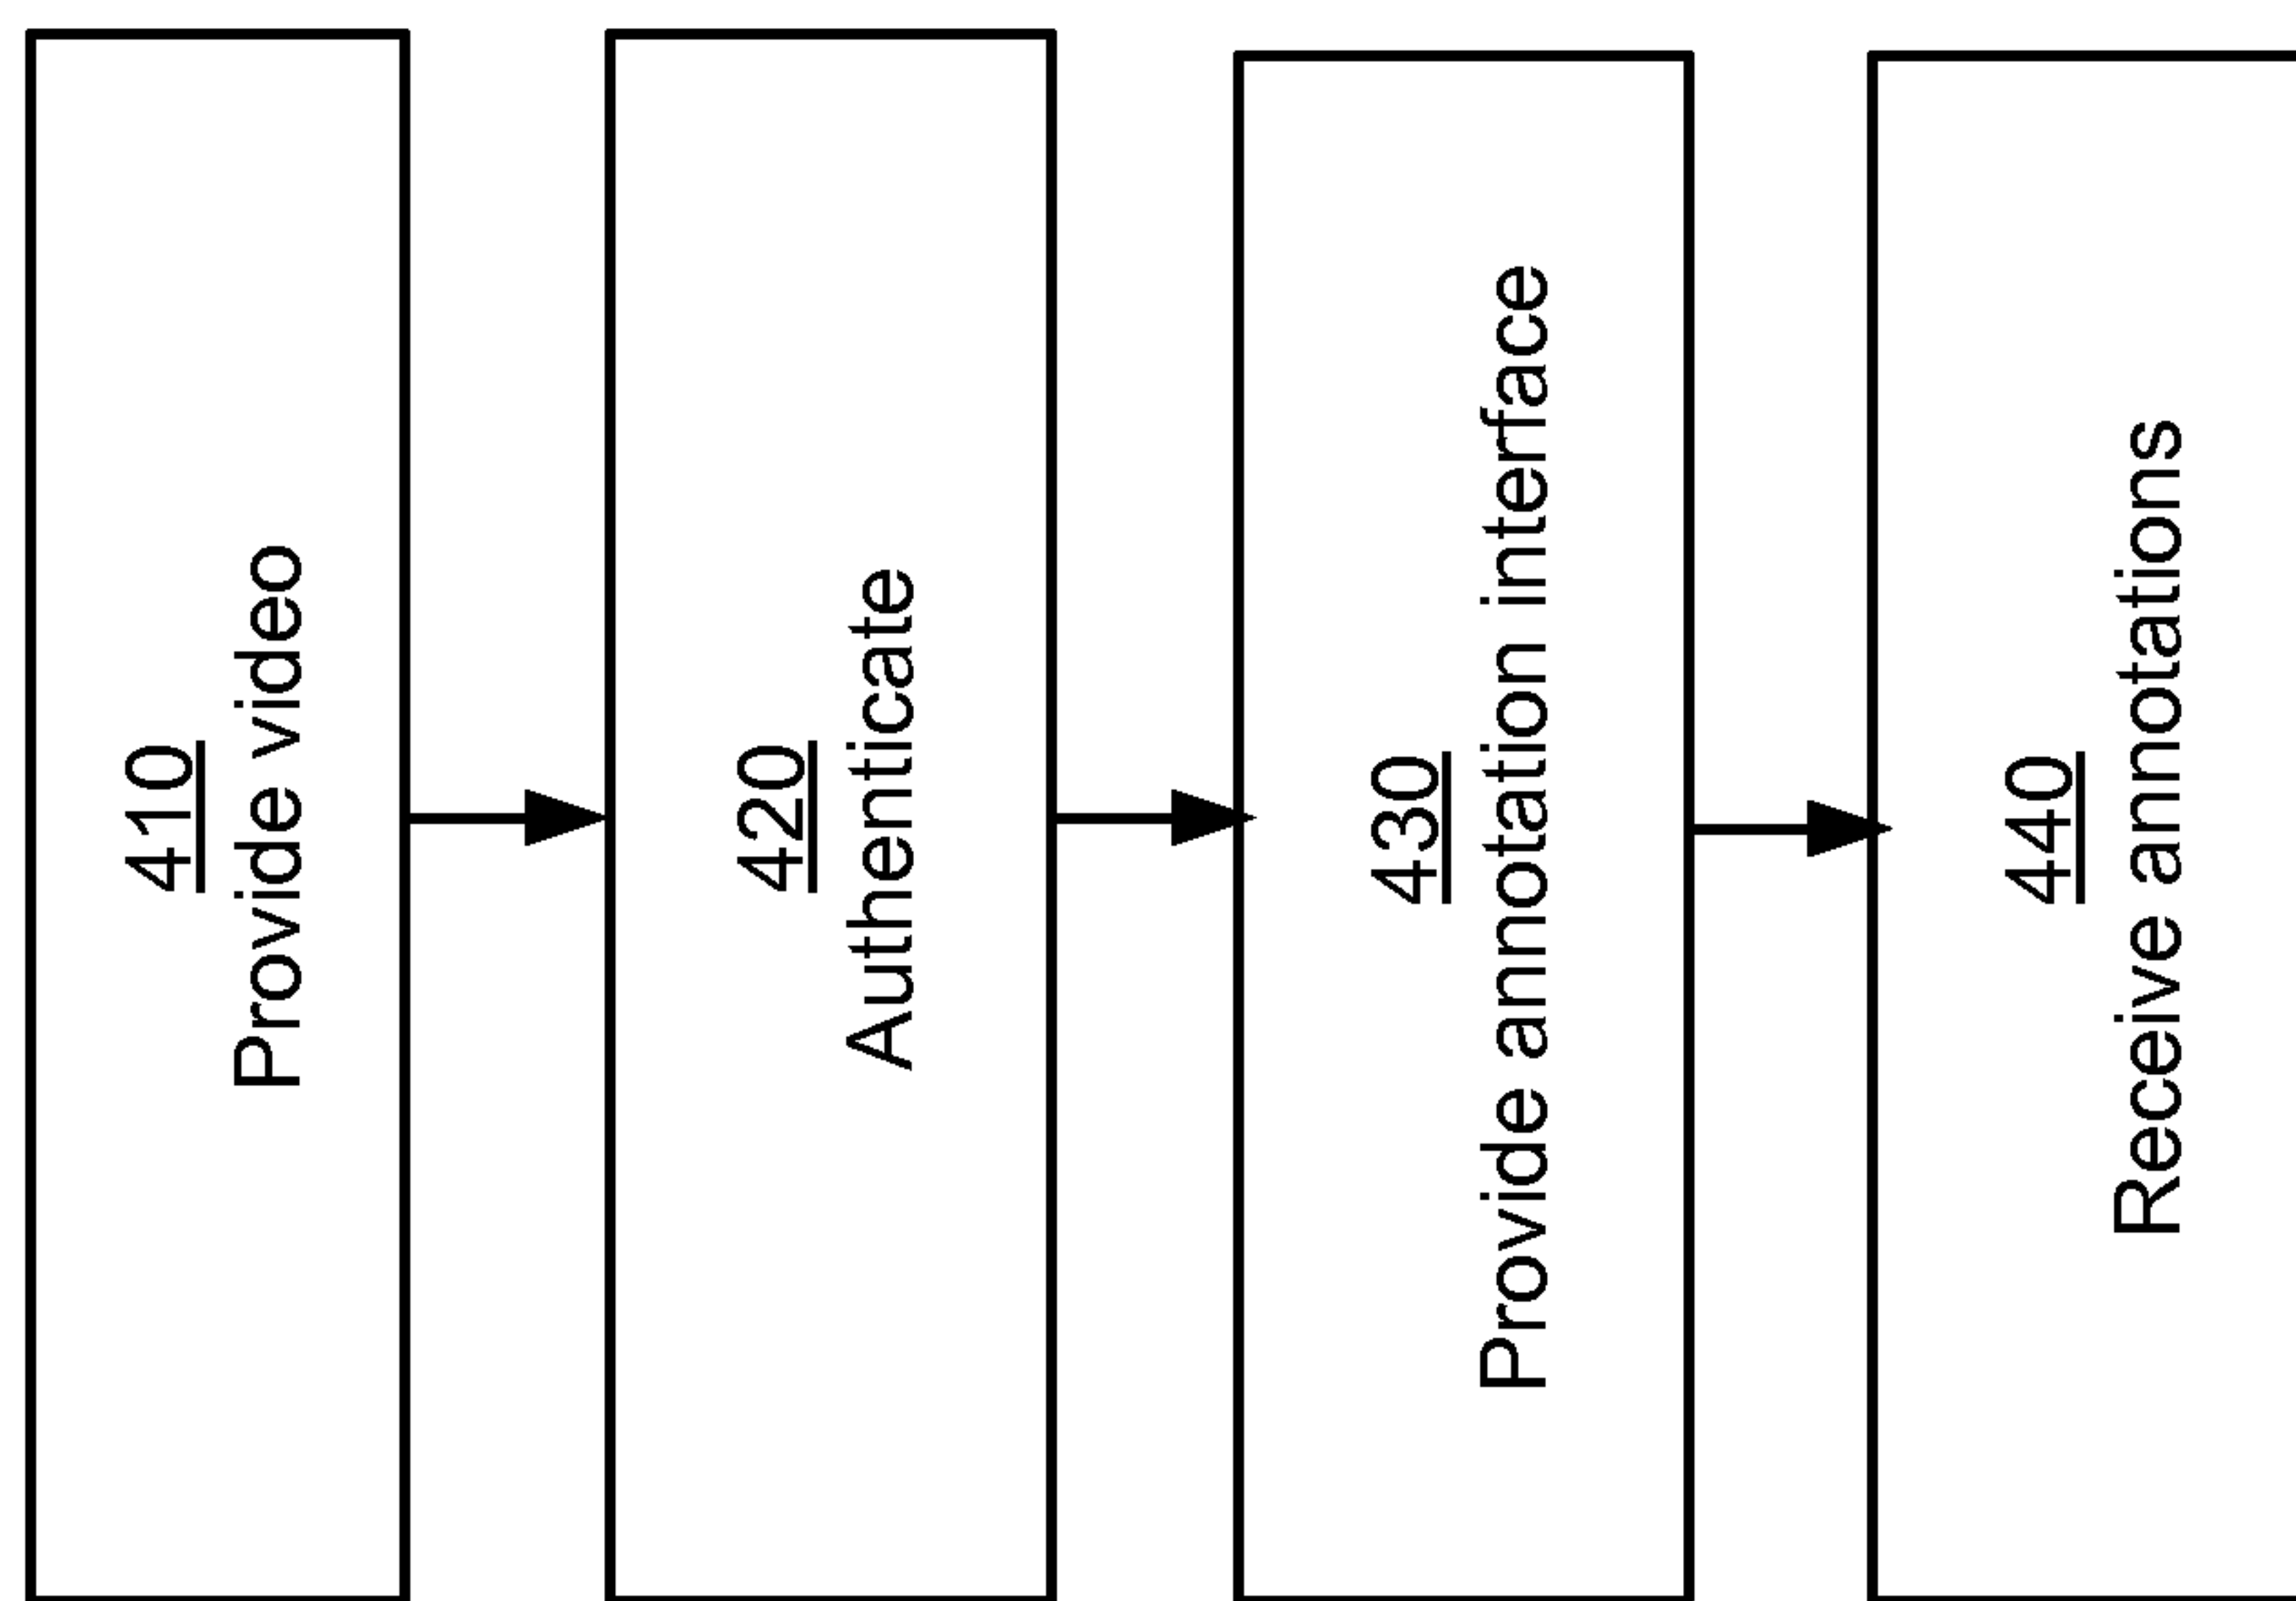 410
Provide video
420
Authenticate
430
Provide annotation interface
440
Receive annotations